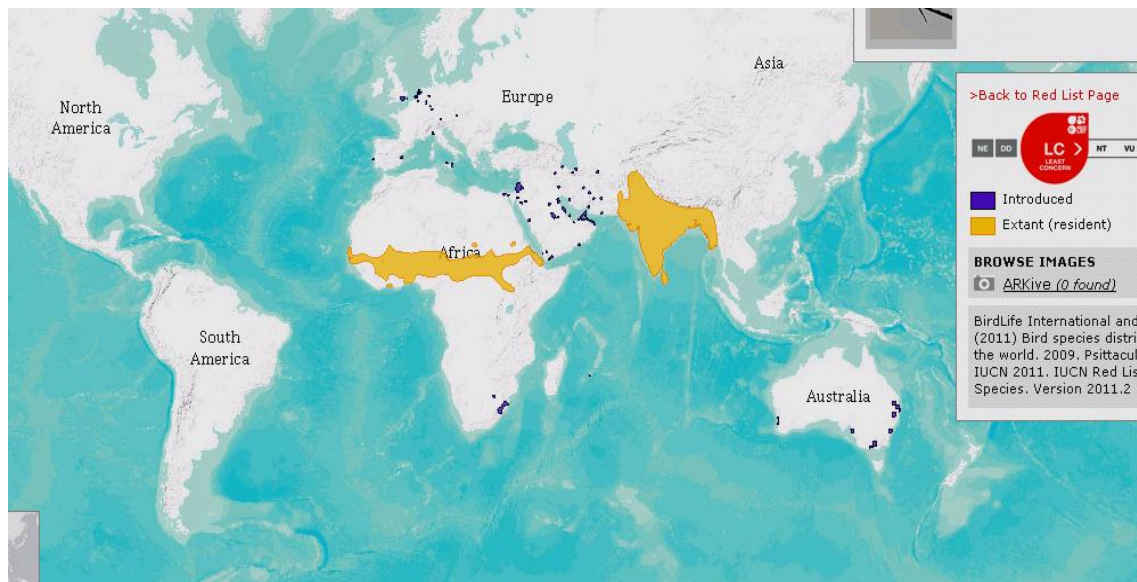 Asia
Europe
North
America
Africa
South
America
Australia
>Back to Red List Page
NE DD LC NT VU
LEAST
CONCERN
Introduced
Extant (resident)
BROWSE IMAGES
ARKive (0 found)
BirdLife International and
(2011) Bird species distri
the world. 2009. Psittacul
IUCN 2011. IUCN Red Lis
Species. Version 2011.2